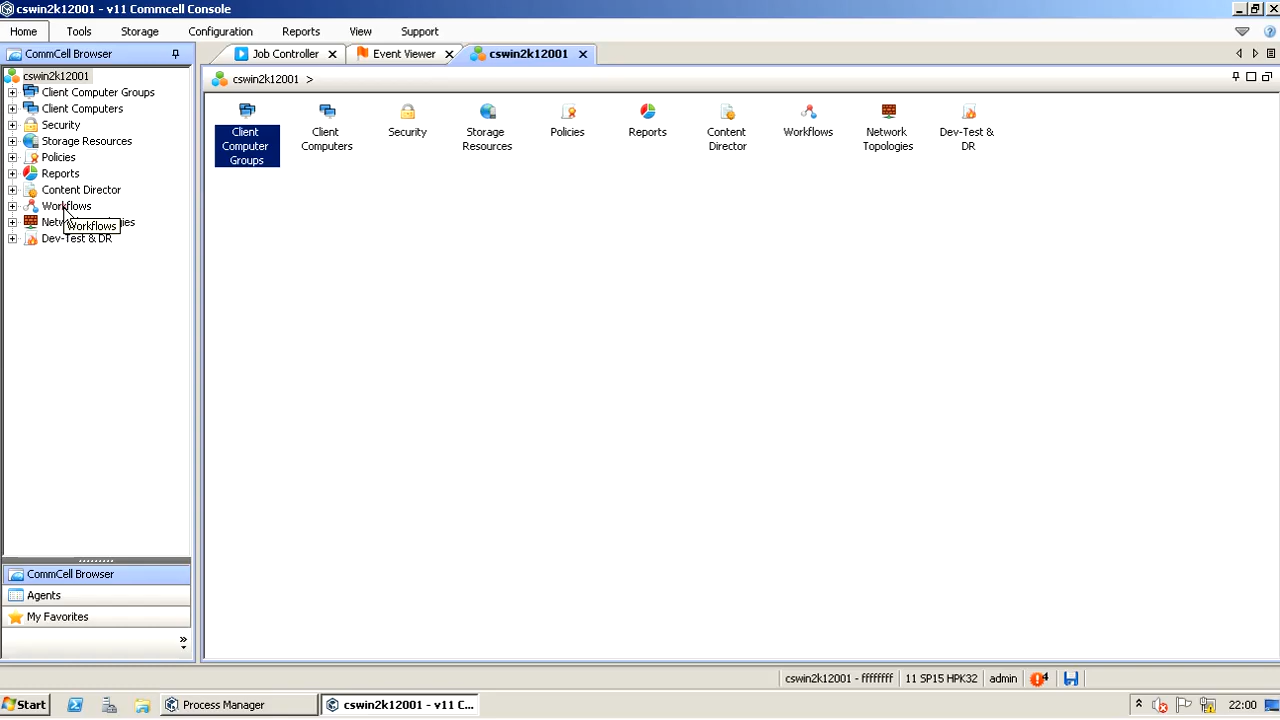 cswin2k12001 - v11 Commcell Console
Home Tools Storage Configuration Reports View Support
CommCell Browser
Job Controller Event Viewer cswin2k12001
cswin2k12001
cswin2k12001 >
Client Computer Groups
Client Computers
Security
Storage Resources
Policies
Reports
Content Director
Workflows
Workflows
Dev-Test & DR
Client Computer Groups
Client Computers
Security
Storage Resources
Policies
Reports
Content Director
Workflows
Network Topologies
Dev-Test & DR
CommCell Browser
Agents
My Favorites
»
cswin2k12001 - ffffffff 11 SP15 HPK32 admin 4
Start Process Manager cswin2k12001 - v11 C... 22:00